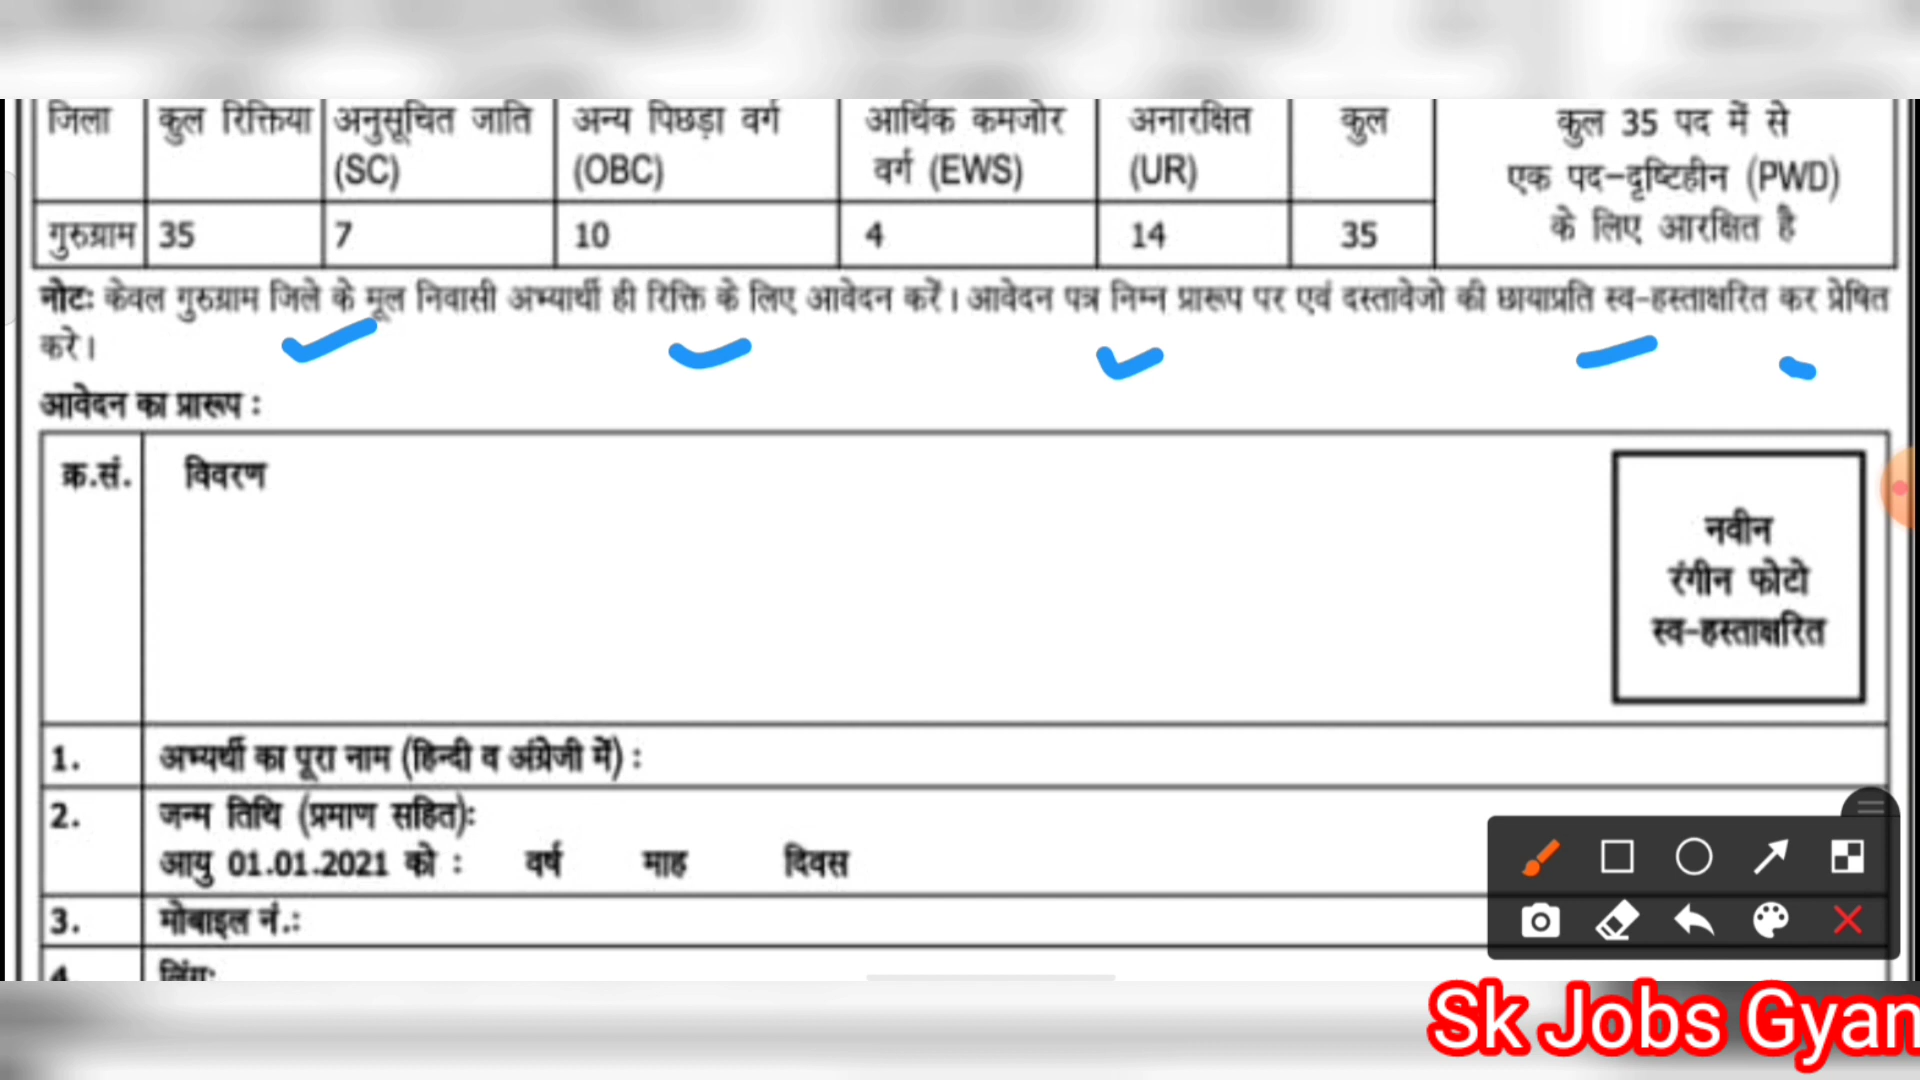 जिला कुल रिक्तिया अनुसूचित जाति अन्य पिछड़ा वर्ग आर्थिक कमजोर अनारक्षित कुल कुल 35 पद में से
(SC) (OBC) वर्ग (EWS) (UR) एक पद-दृष्टिहीन (PWD)
गुरुग्राम 35 7 10 4 14 35 के लिए आरक्षित है
नोटः केवल गुरुग्राम जिले के मूल निवासी अभ्यार्थी ही रिक्ति के लिए आवेदन करें। आवेदन पत्र निम्न प्रारूप पर एवं दस्तावेजो की छायाप्रति स्व-हस्ताक्षरित कर प्रेषित
करे।
आवेदन का प्रारूप :
क्र.सं. विवरण
नवीन
रंगीन फोटो
स्व-हस्ताक्षरित
1. अभ्यर्थी का पूरा नाम (हिन्दी व अंग्रेजी में) :
2. जन्म तिथि (प्रमाण सहित):
आयु 01.01.2021 को : वर्ष माह दिवस
3. मोबाइल नं.:
4. लिंग:
Sk Jobs Gyan